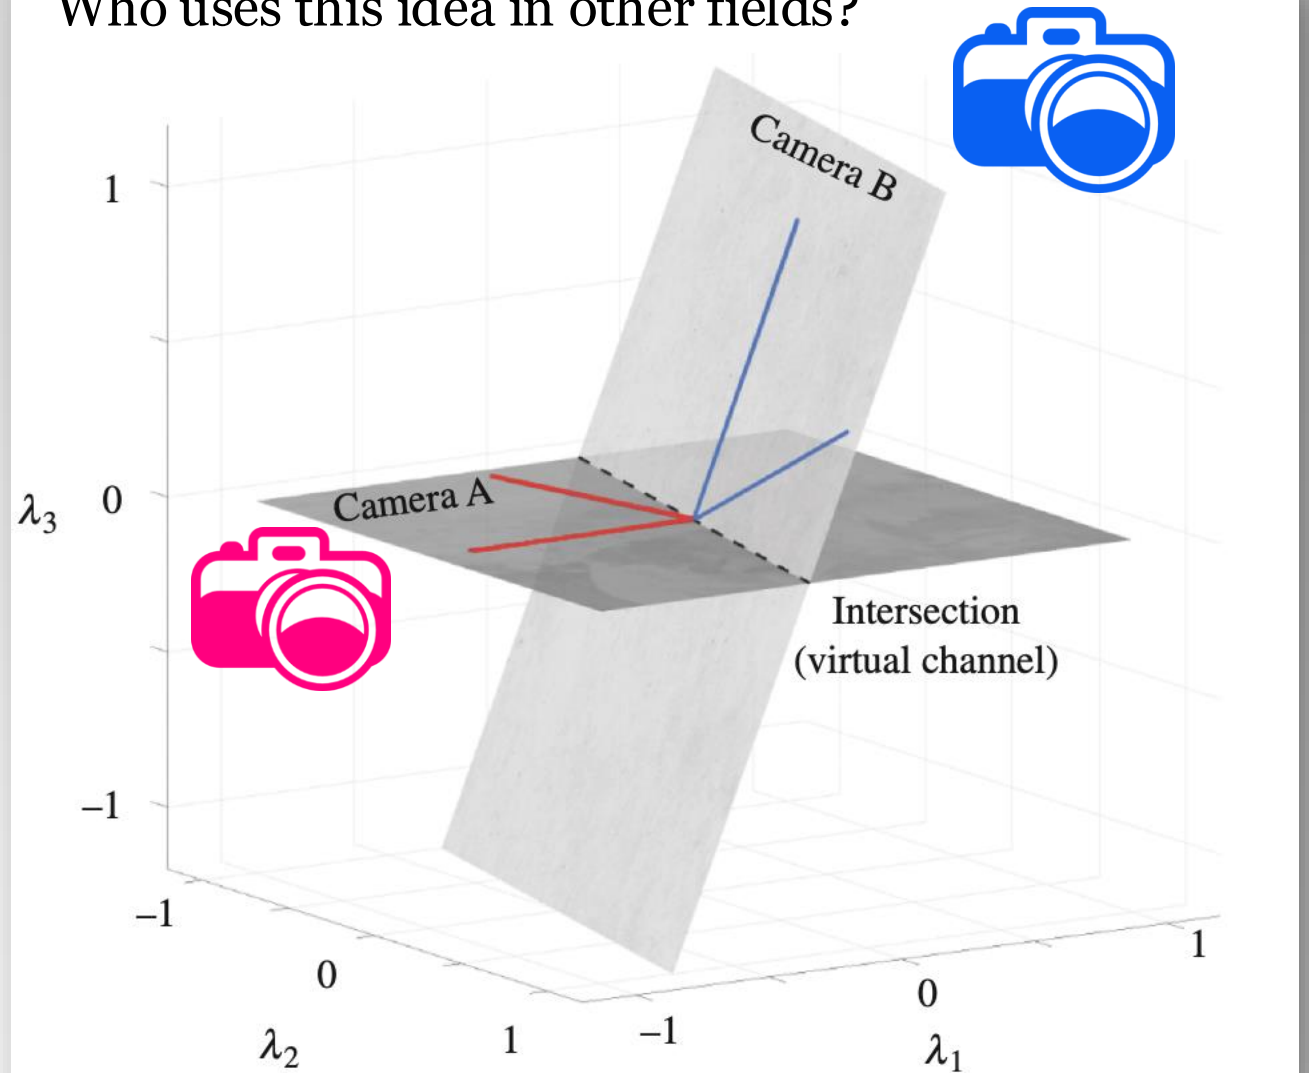 Who uses this idea in other fields?
Camera B
1
Camera A
0
λ3
Intersection
(virtual channel)
−1
−1
0
1
λ2
−1
0
1
λ1